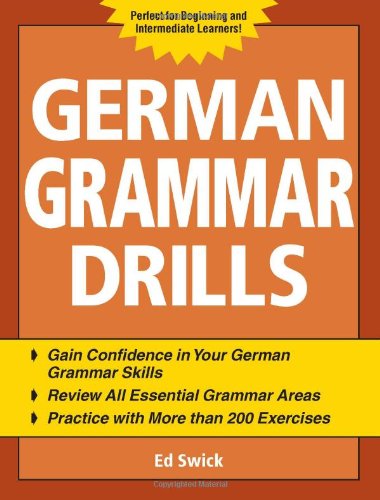 Perfect for Beginning and
Intermediate Learners!
GERMAN
GRAMMAR
DRILLS
Gain Confidence in Your German
Grammar Skills
Review All Essential Grammar Areas
Practice with More than 200 Exercises
Ed Swick